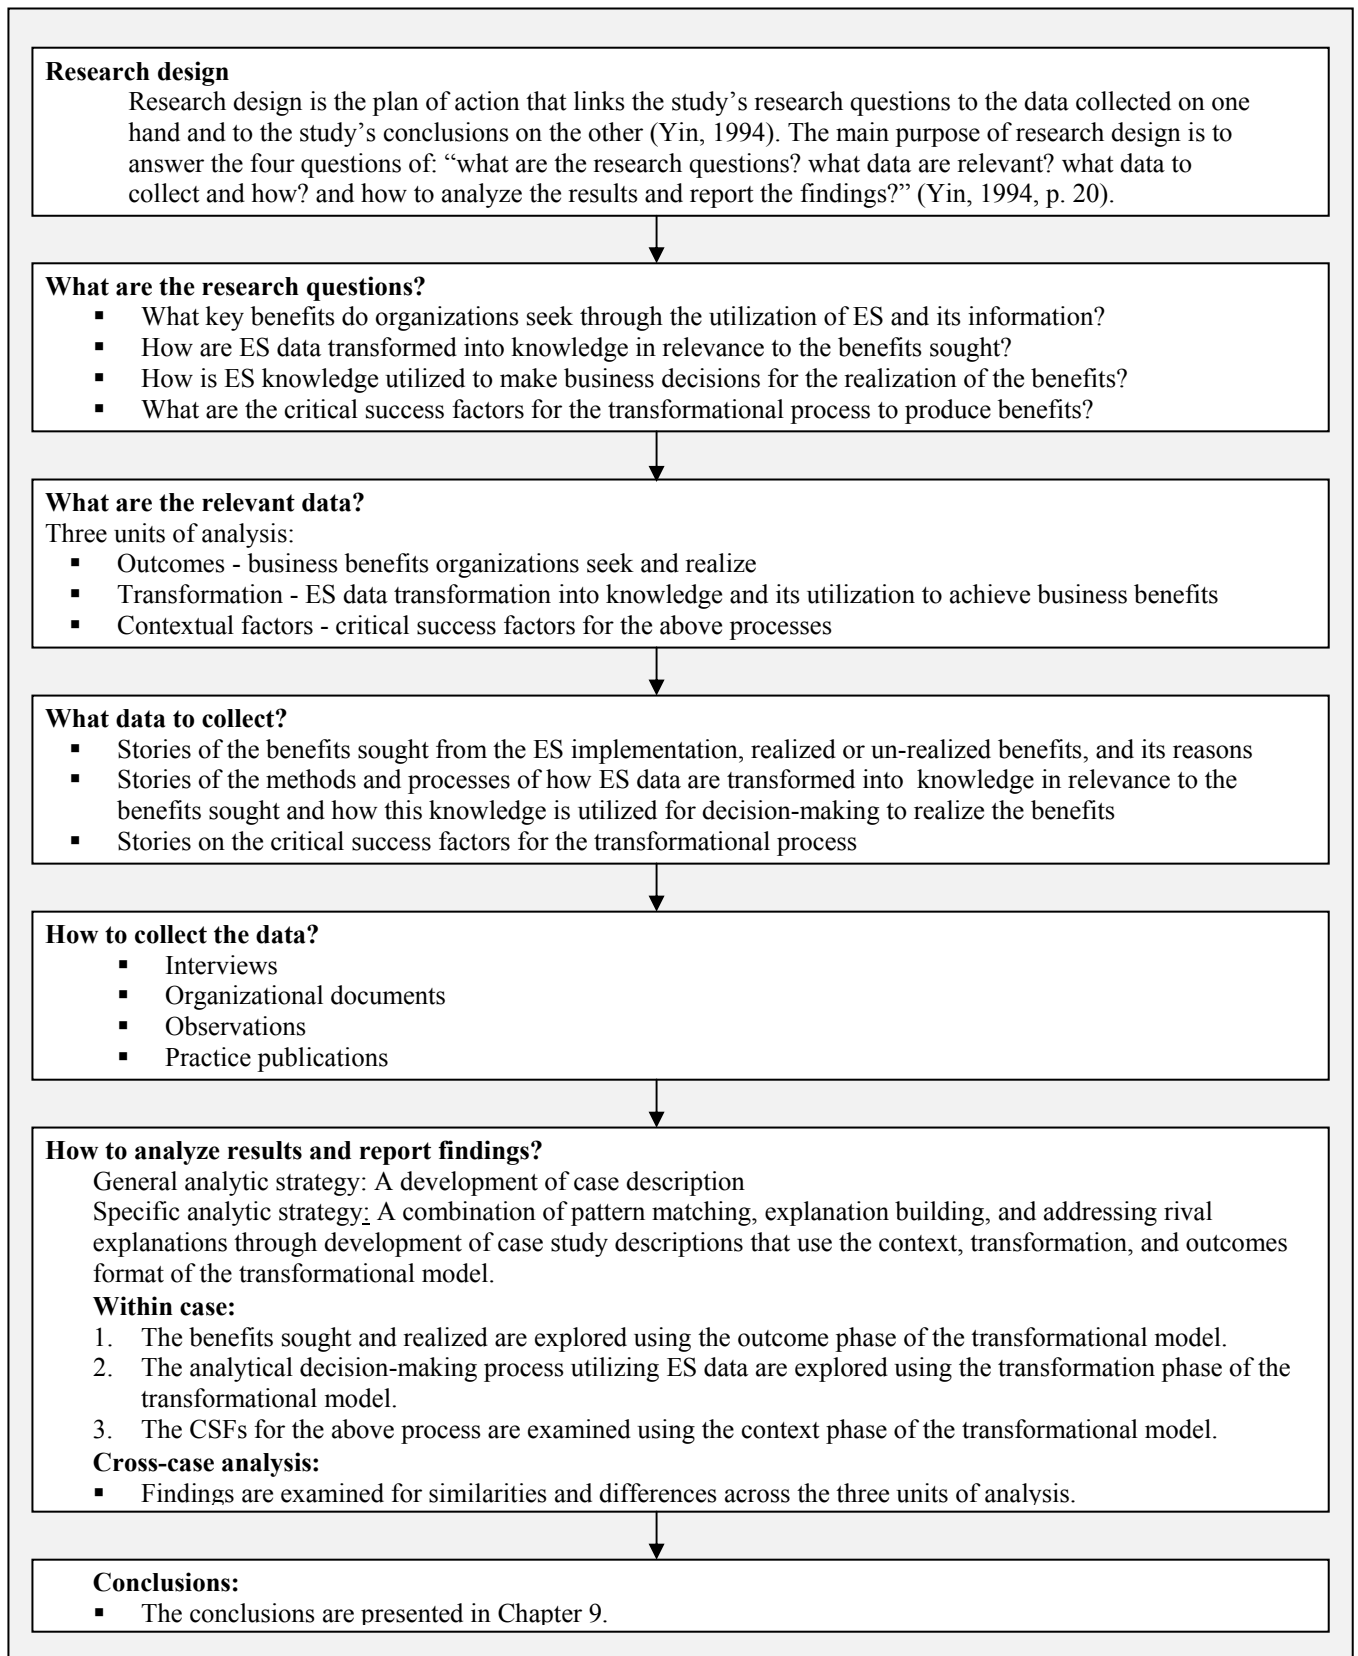 Research design
Research design is the plan of action that links the study’s research questions to the data collected on one
hand and to the study’s conclusions on the other (Yin, 1994). The main purpose of research design is to
answer the four questions of: “what are the research questions? what data are relevant? what data to
collect and how? and how to analyze the results and report the findings?” (Yin, 1994, p. 20).
What are the research questions?
▪ What key benefits do organizations seek through the utilization of ES and its information?
▪ How are ES data transformed into knowledge in relevance to the benefits sought?
▪ How is ES knowledge utilized to make business decisions for the realization of the benefits?
▪ What are the critical success factors for the transformational process to produce benefits?
What are the relevant data?
Three units of analysis:
▪ Outcomes - business benefits organizations seek and realize
▪ Transformation - ES data transformation into knowledge and its utilization to achieve business benefits
▪ Contextual factors - critical success factors for the above processes
What data to collect?
▪ Stories of the benefits sought from the ES implementation, realized or un-realized benefits, and its reasons
▪ Stories of the methods and processes of how ES data are transformed into knowledge in relevance to the
benefits sought and how this knowledge is utilized for decision-making to realize the benefits
▪ Stories on the critical success factors for the transformational process
How to collect the data?
▪ Interviews
▪ Organizational documents
▪ Observations
▪ Practice publications
How to analyze results and report findings?
General analytic strategy: A development of case description
Specific analytic strategy: A combination of pattern matching, explanation building, and addressing rival
explanations through development of case study descriptions that use the context, transformation, and outcomes
format of the transformational model.
Within case:
1. The benefits sought and realized are explored using the outcome phase of the transformational model.
2. The analytical decision-making process utilizing ES data are explored using the transformation phase of the
transformational model.
3. The CSFs for the above process are examined using the context phase of the transformational model.
Cross-case analysis:
▪ Findings are examined for similarities and differences across the three units of analysis.
Conclusions:
▪ The conclusions are presented in Chapter 9.